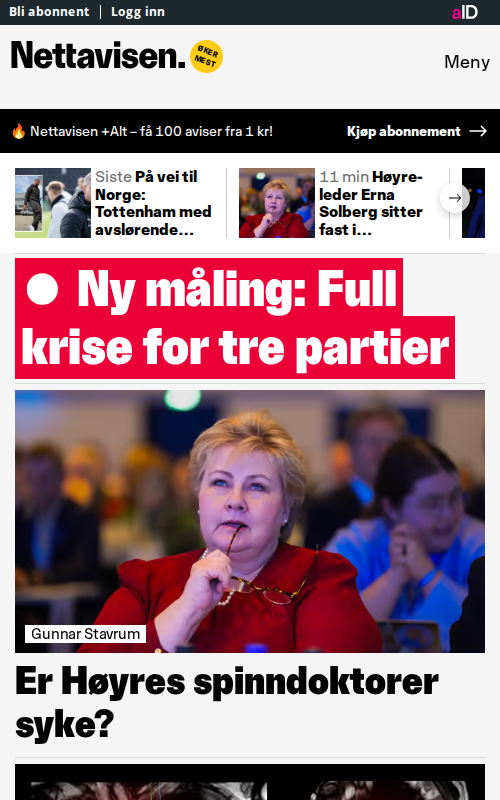 Bli abonnent
Logg inn
aID
Nettavisen.
ØKER
MEST
Meny
🔥 Nettavisen +Alt – få 100 aviser fra 1 kr!
Kjøp abonnement
Siste På vei til
Norge:
Tottenham med
avslørende...
11 min Høyre-
leder Erna
Solberg sitter
fast i...
Ny måling: Full
krise for tre partier
Gunnar Stavrum
Er Høyres spinndoktorer
syke?